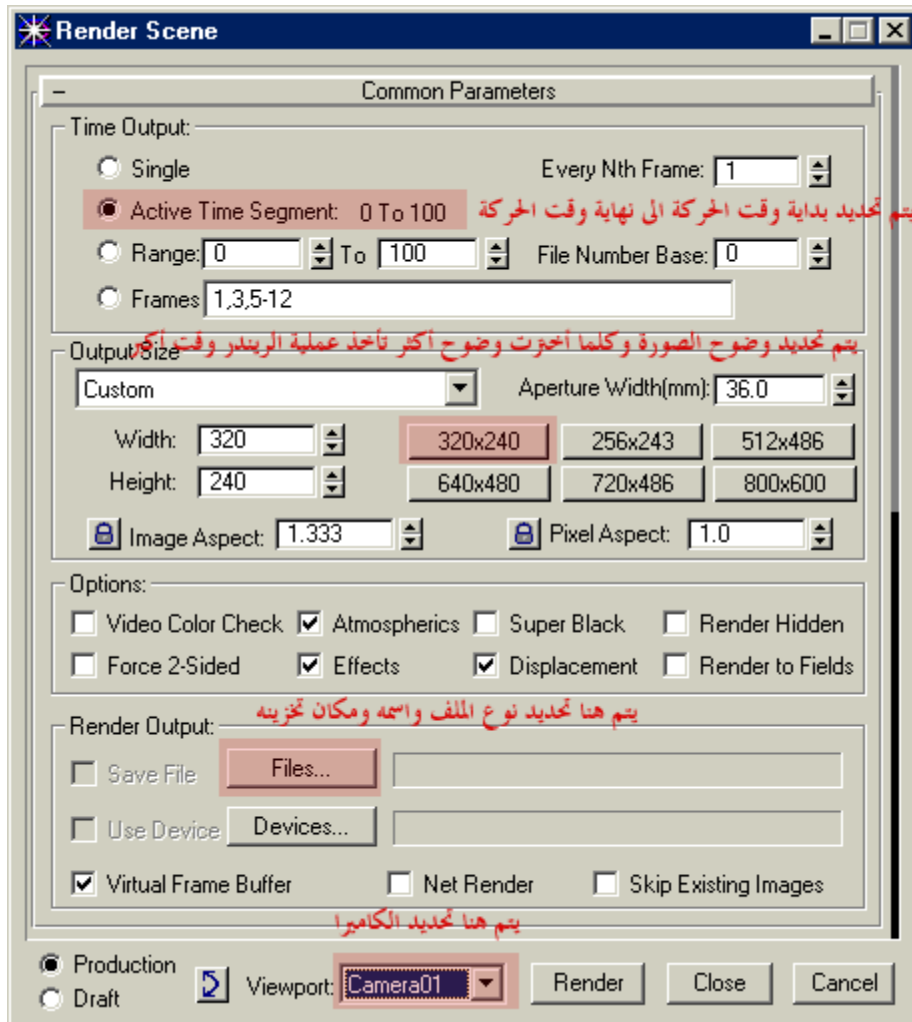 Render Scene
Common Parameters
Time Output:
Single Every Nth Frame: 1
Active Time Segment: 0 To 100 يتم تحديد بداية وقت الحركة الى نهاية وقت الحركة
Range: 0 To 100 File Number Base: 0
Frames 1,3,5-12
يتم تحديد وضوح الصورة وكلما أخترت وضوح أكثر تأخذ عملية الريندر وقت أكبر
Output Size
Custom Aperture Width(mm): 36.0
Width: 320 320x240 256x243 512x486
Height: 240 640x480 720x486 800x600
Image Aspect: 1.333 Pixel Aspect: 1.0
Options:
Video Color Check Atmospherics Super Black Render Hidden
Force 2-Sided Effects Displacement Render to Fields
يتم هنا تحديد نوع الملف واسمه ومكان تخزينه
Render Output:
Save File Files...
Use Device Devices...
Virtual Frame Buffer Net Render Skip Existing Images
يتم هنا تحديد الكاميرا
Production
Draft Viewport: Camera01 Render Close Cancel